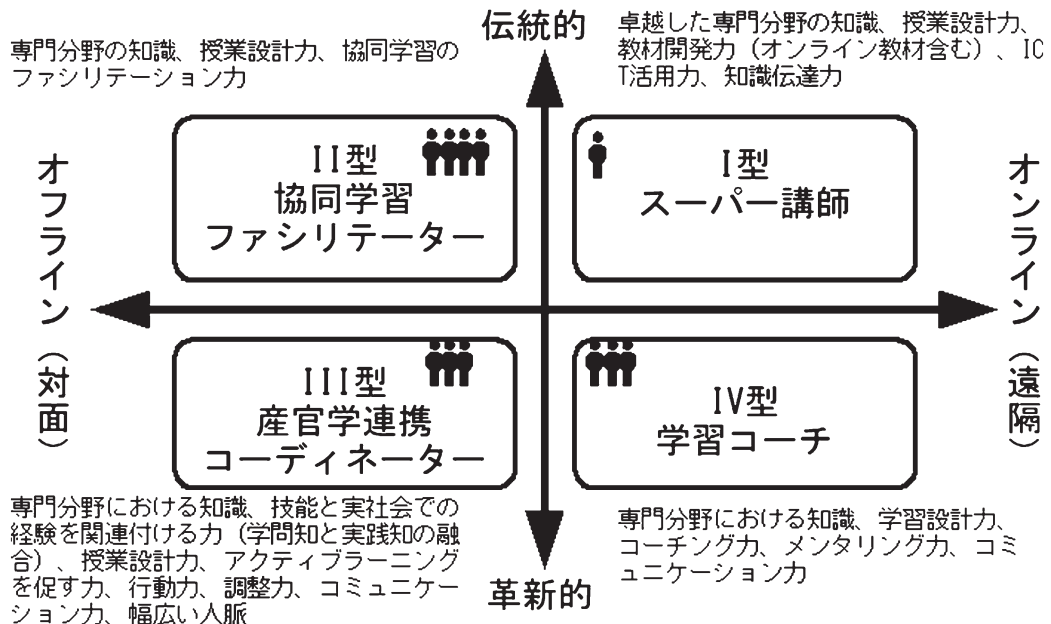 伝統的
専門分野の知識、授業設計力、協同学習の
ファシリテーション力
卓越した専門分野の知識、授業設計力、
教材開発力（オンライン教材含む）、IC
T活用力、知識伝達力
オフライン（対面）
II型
協同学習
ファシリテーター
I型
スーパー講師
オンライン（遠隔）
III型
産官学連携
コーディネーター
IV型
学習コーチ
専門分野における知識、技能と実社会での
経験を関連付ける力（学問知と実践知の融
合）、授業設計力、アクティブラーニング
を促す力、行動力、調整力、コミュニケー
ション力、幅広い人脈
専門分野における知識、学習設計力、
コーチング力、メンタリング力、コミ
ュニケーション力
革新的